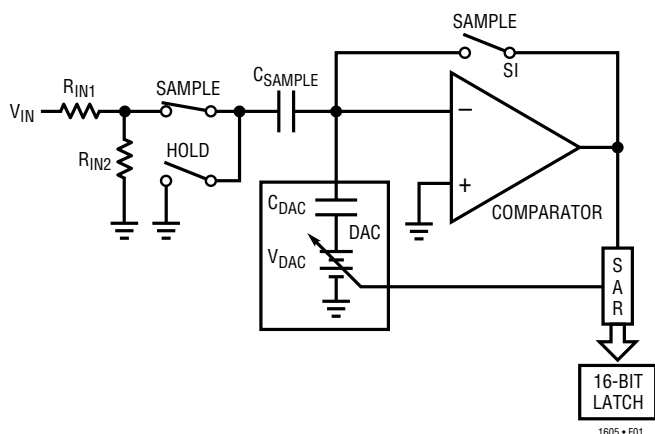 SAMPLE
SI
C_SAMPLE
R_IN1
SAMPLE
V_IN
R_IN2
HOLD
−
+
COMPARATOR
C_DAC
DAC
V_DAC
S
A
R
16-BIT
LATCH
1605 • F01